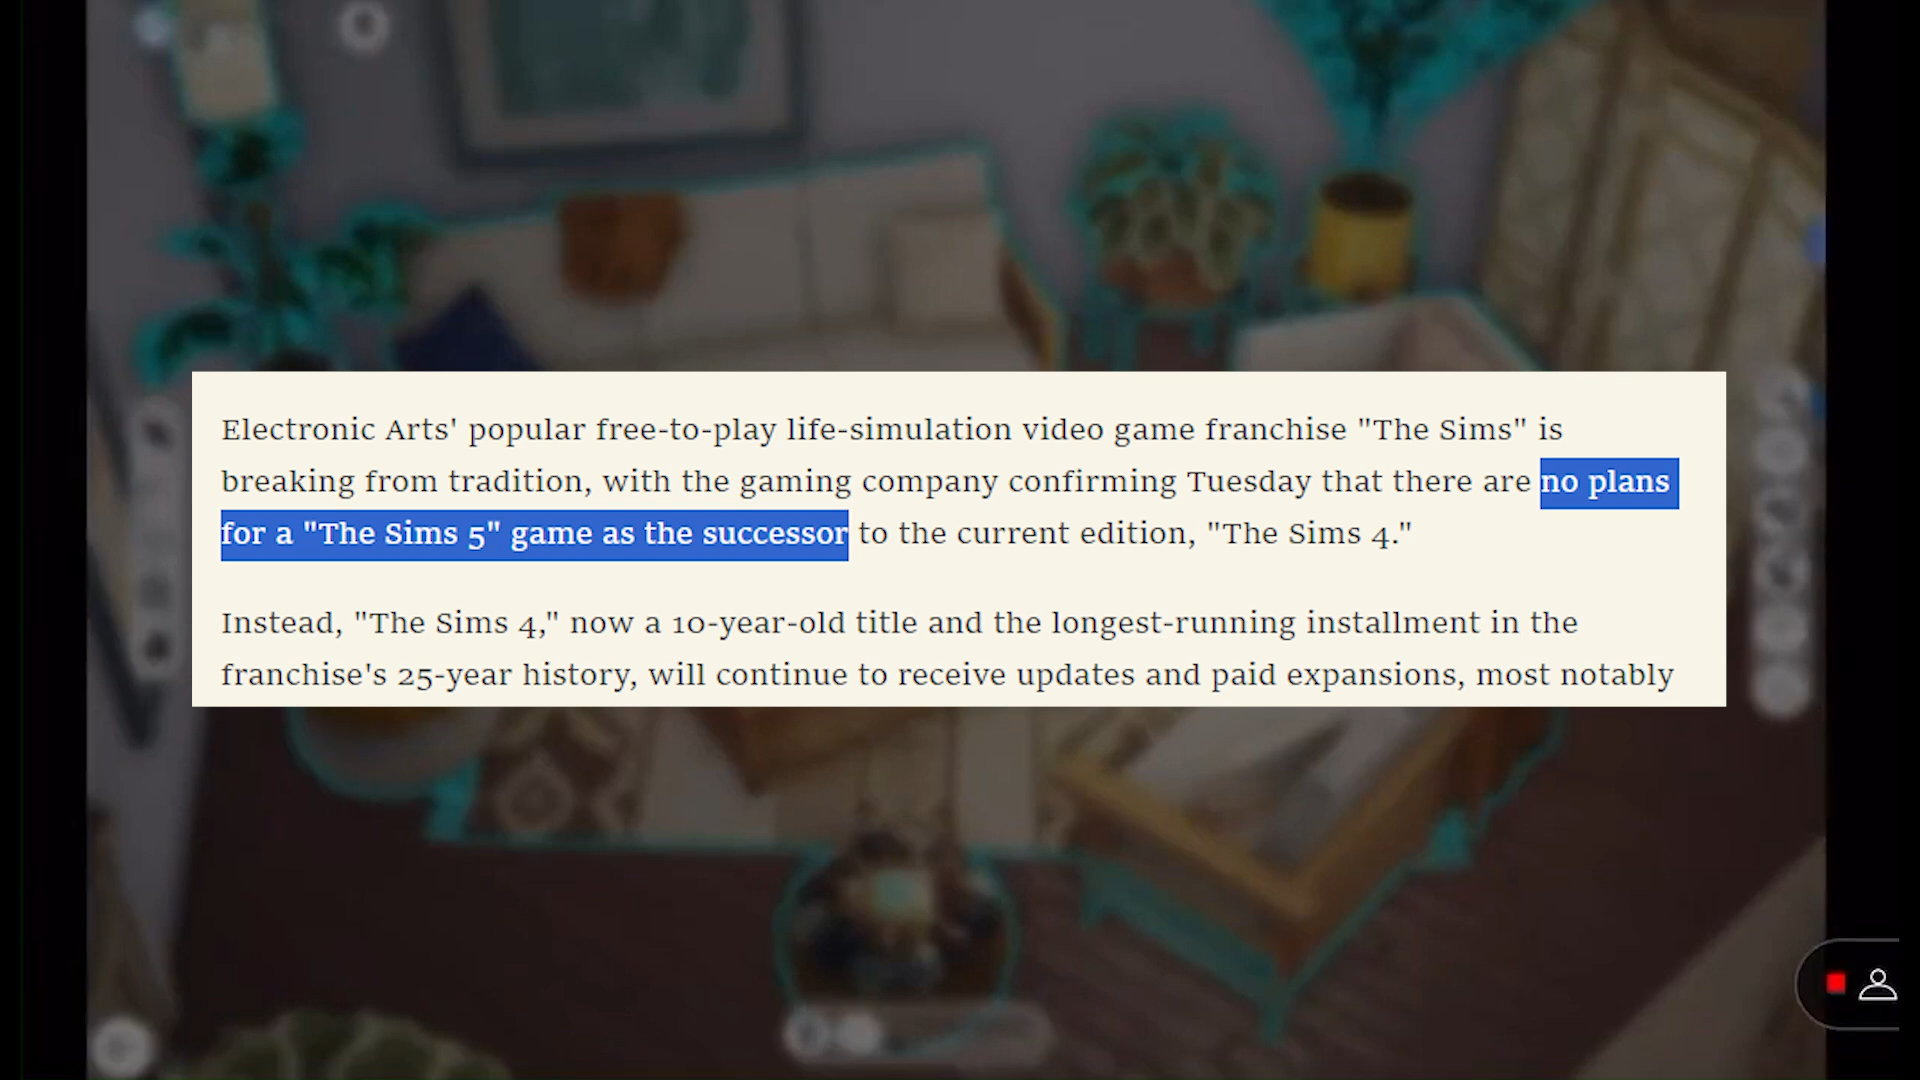 Electronic Arts' popular free-to-play life-simulation video game franchise "The Sims" is
breaking from tradition, with the gaming company confirming Tuesday that there are no plans
for a "The Sims 5" game as the successor to the current edition, "The Sims 4."
Instead, "The Sims 4," now a 10-year-old title and the longest-running installment in the
franchise's 25-year history, will continue to receive updates and paid expansions, most notably